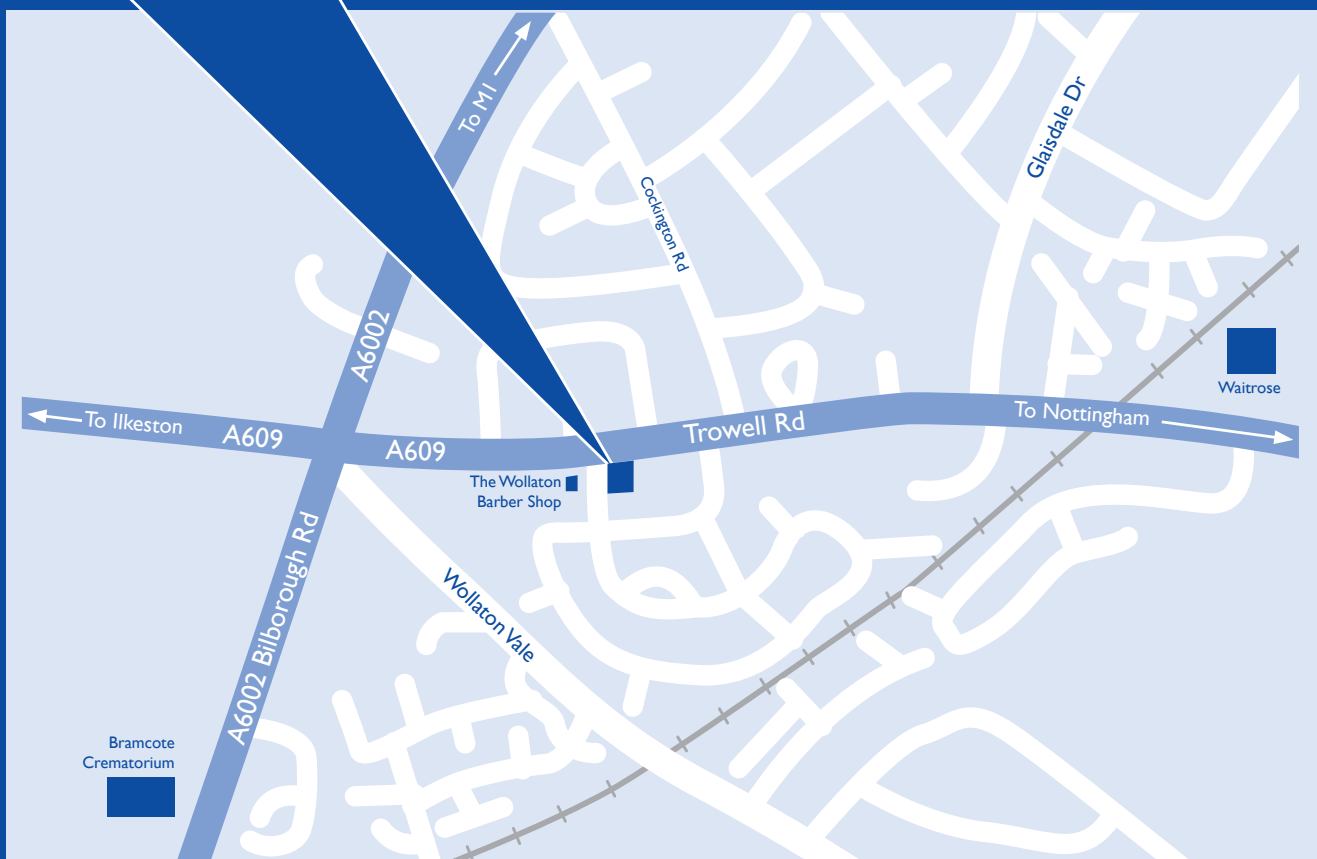 To M1
Glaisdale Dr
Cockington Rd
A6002
Waitrose
To Ilkeston
A609
A609
Trowell Rd
To Nottingham
The Wollaton
Barber Shop
A6002 Bilborough Rd
Wollaton Vale
Bramcote
Crematorium